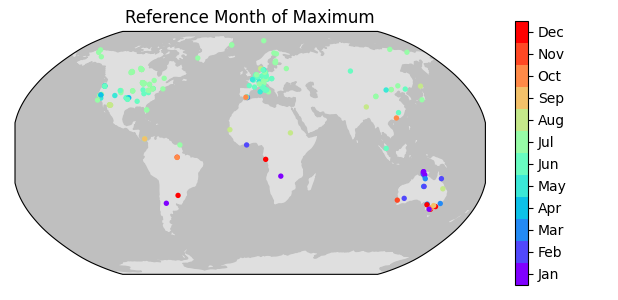 Reference Month of Maximum
Dec
Nov
Oct
Sep
Aug
Jul
Jun
May
Apr
Mar
Feb
Jan